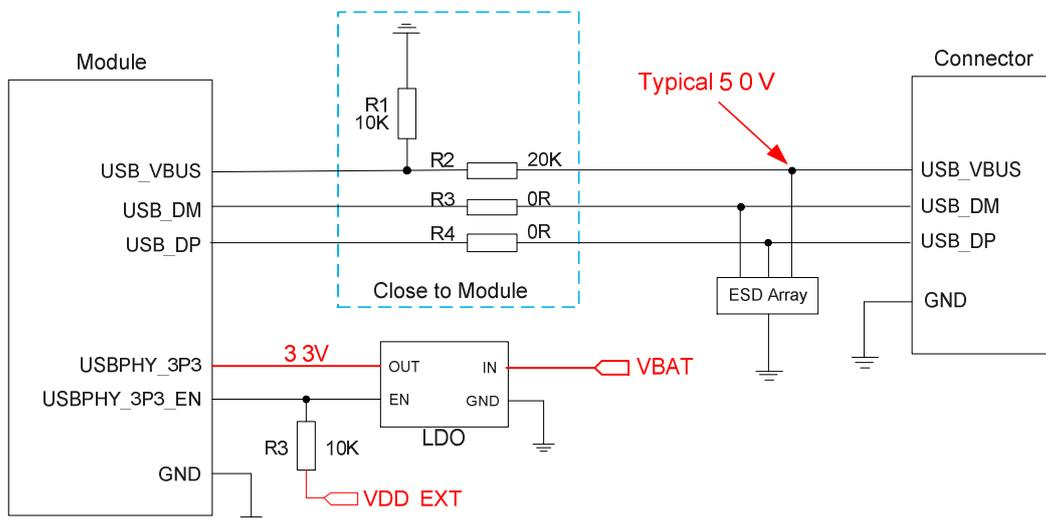 Module
Connector
Typical 5 0 V
R1
10K
USB_VBUS
R2
20K
USB_VBUS
USB_DM
R3
0R
USB_DM
USB_DP
R4
0R
USB_DP
Close to Module
ESD Array
GND
USBPHY_3P3
3 3V
OUT
IN
VBAT
USBPHY_3P3_EN
EN
GND
LDO
R3
10K
GND
VDD EXT